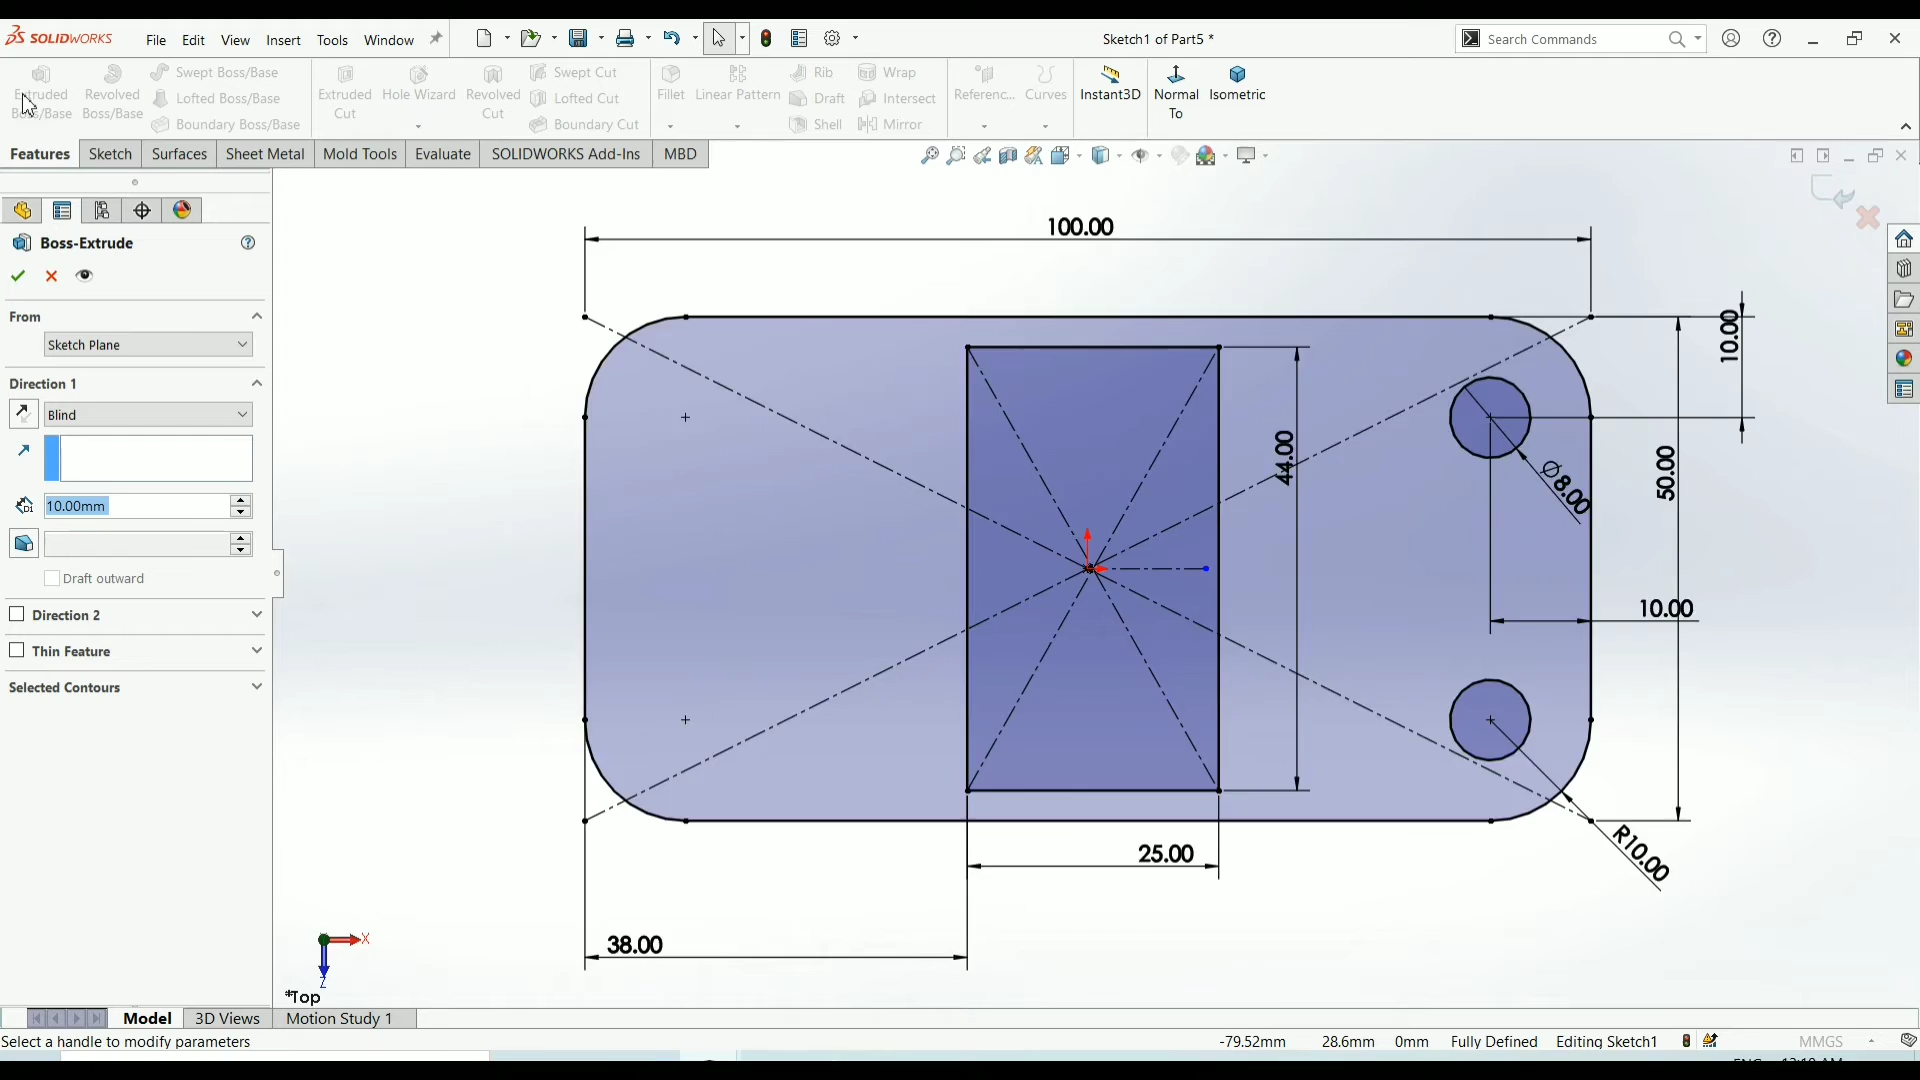 SOLIDWORKS File Edit View Insert Tools Window Sketch1 of Part5 * Search Commands
Extruded Boss/Base
Revolved Boss/Base
Swept Boss/Base
Lofted Boss/Base
Boundary Boss/Base
Extruded Cut
Hole Wizard
Revolved Cut
Swept Cut
Lofted Cut
Boundary Cut
Fillet
Linear Pattern
Rib
Draft
Shell
Wrap
Intersect
Mirror
Referenc...
Curves
Instant3D
Normal To
Isometric
Features Sketch Surfaces Sheet Metal Mold Tools Evaluate SOLIDWORKS Add-Ins MBD
Boss-Extrude
From
Sketch Plane
Direction 1
Blind
10.00mm
Draft outward
Direction 2
Thin Feature
Selected Contours
100.00
10.00
44.00
50.00
∅8.00
10.00
25.00
R10.00
38.00
X
Z
*Top
Model 3D Views Motion Study 1
Select a handle to modify parameters -79.52mm 28.6mm 0mm Fully Defined Editing Sketch1 MMGS